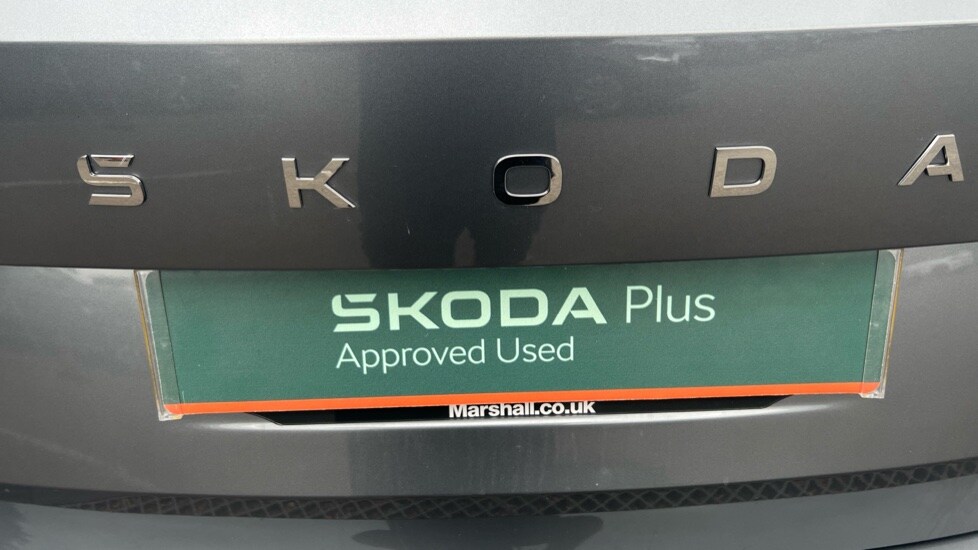 SKODA
SKODA Plus
Approved Used
Marshall.co.uk